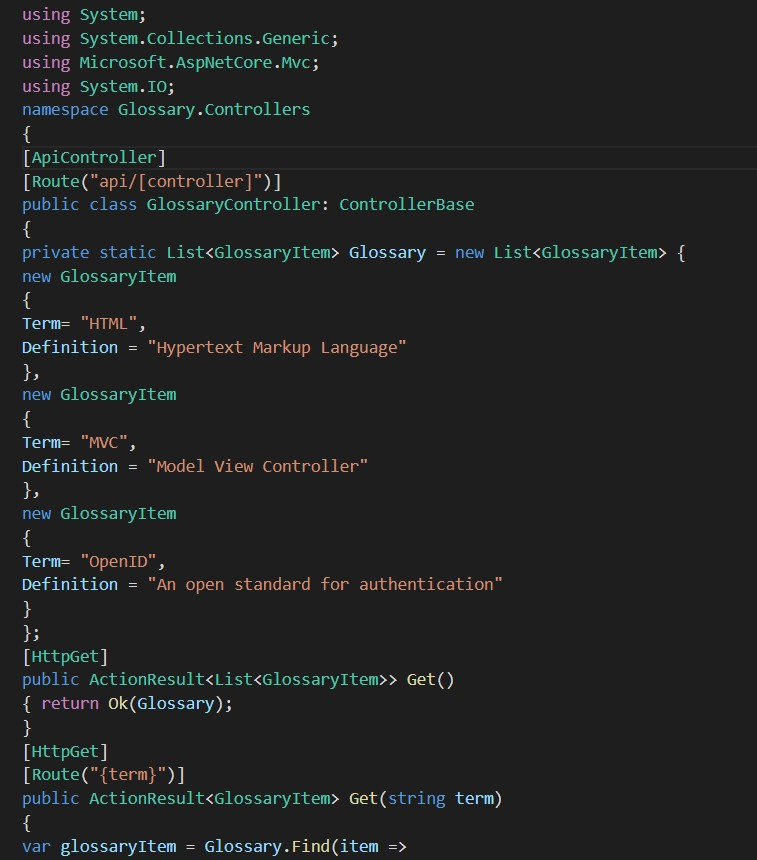 using System;
using System.Collections.Generic;
using Microsoft.AspNetCore.Mvc;
using System.IO;
namespace Glossary.Controllers
{
[ApiController]
[Route("api/[controller]")]
public class GlossaryController: ControllerBase
{
private static List<GlossaryItem> Glossary = new List<GlossaryItem> {
new GlossaryItem
{
Term= "HTML",
Definition = "Hypertext Markup Language"
},
new GlossaryItem
{
Term= "MVC",
Definition = "Model View Controller"
},
new GlossaryItem
{
Term= "OpenID",
Definition = "An open standard for authentication"
}
};
[HttpGet]
public ActionResult<List<GlossaryItem>> Get()
{ return Ok(Glossary);
}
[HttpGet]
[Route("{term}")]
public ActionResult<GlossaryItem> Get(string term)
{
var glossaryItem = Glossary.Find(item =>